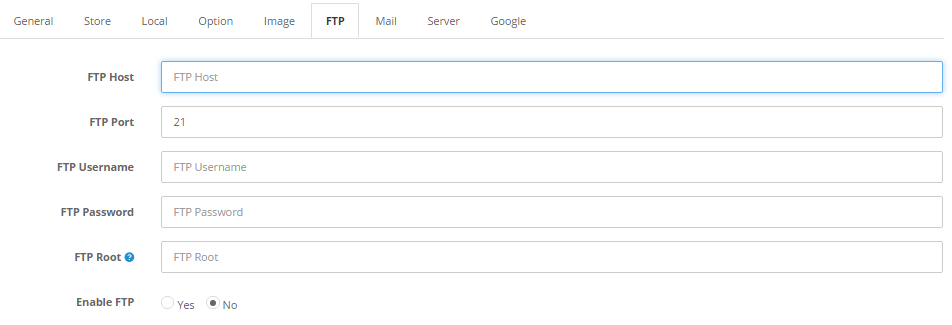 General Store Local Option Image FTP Mail Server Google
FTP Host FTP Host
FTP Port 21
FTP Username FTP Username
FTP Password FTP Password
FTP Root ? FTP Root
Enable FTP Yes No